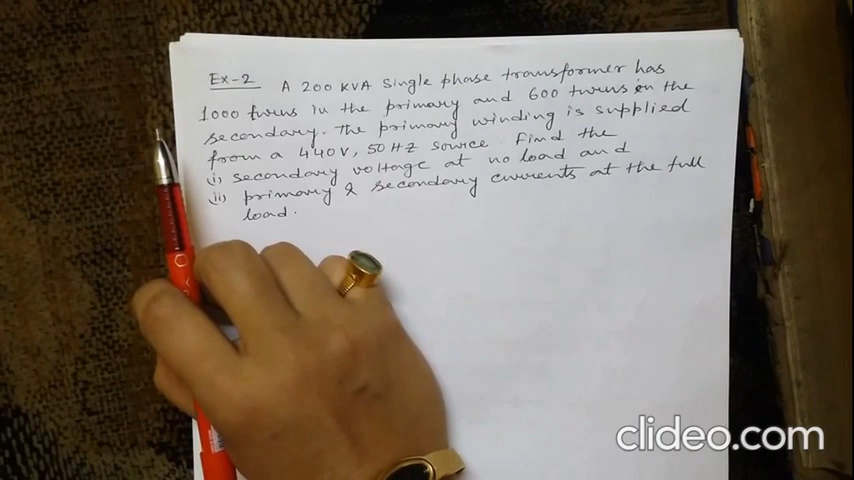 Ex-2 A 200 KVA single phase transformer has
1000 turns in the primary and 600 turns in the
secondary. The primary winding is supplied
from a 440V, 50HZ source. Find the
i) secondary voltage at no load and
ii) primary & secondary currents at the full
load.
clideo.com